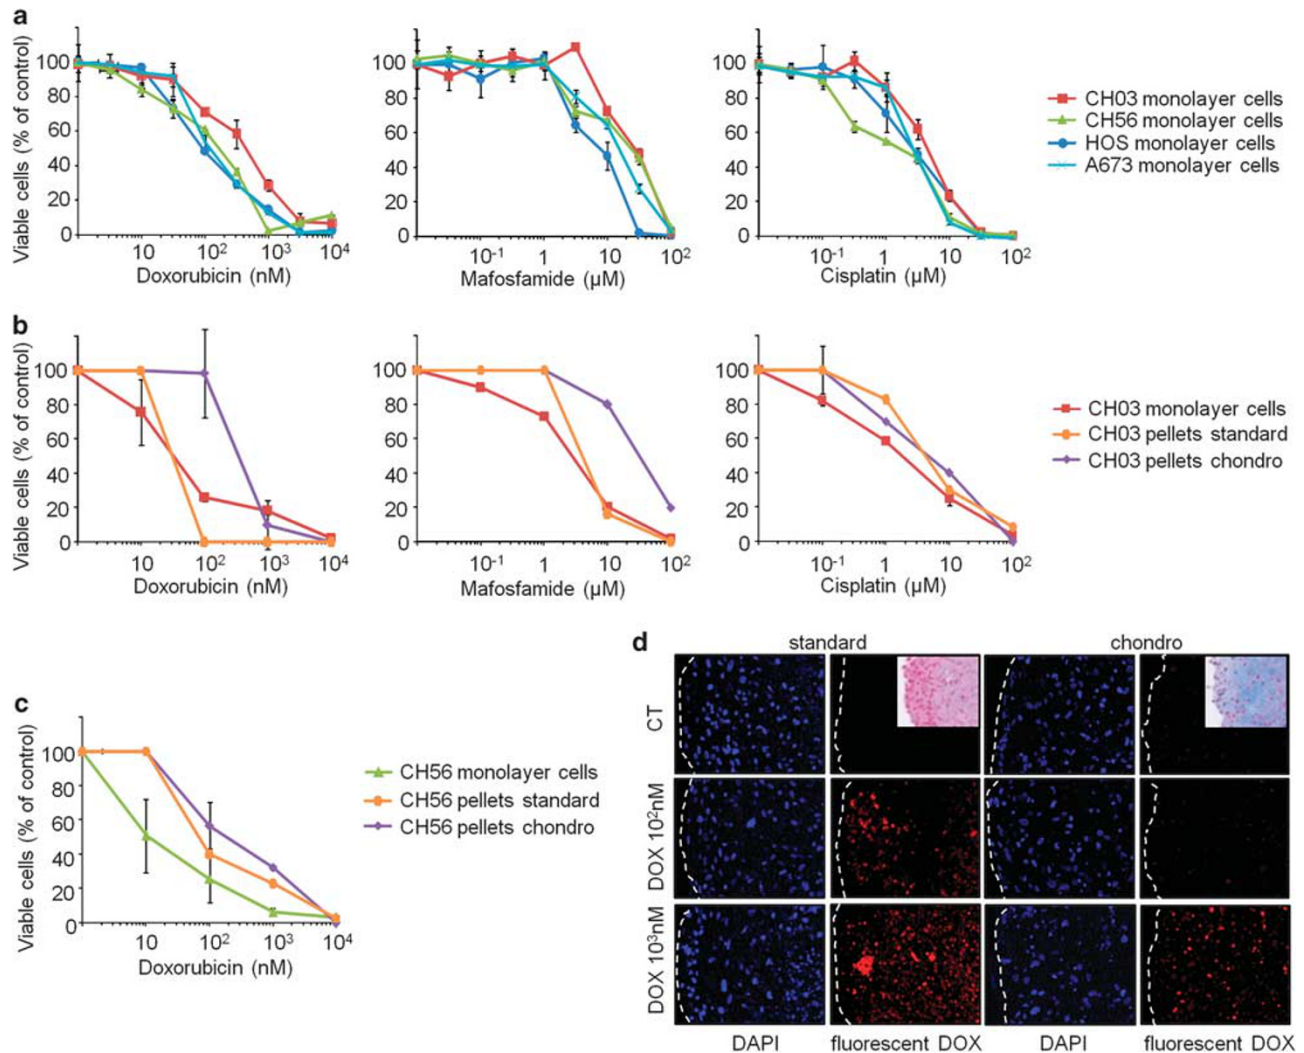 a
Viable cells (% of control)
100
80
60
40
20
0
10 10² 10³ 10⁴
Doxorubicin (nM)
100
80
60
40
20
0
10⁻¹ 1 10 10²
Mafosfamide (µM)
100
80
60
40
20
0
10⁻¹ 1 10 10²
Cisplatin (µM)
CH03 monolayer cells
CH56 monolayer cells
HOS monolayer cells
A673 monolayer cells
b
Viable cells (% of control)
100
80
60
40
20
0
10 10² 10³ 10⁴
Doxorubicin (nM)
100
80
60
40
20
0
10⁻¹ 1 10 10²
Mafosfamide (µM)
100
80
60
40
20
0
10⁻¹ 1 10 10²
Cisplatin (µM)
CH03 monolayer cells
CH03 pellets standard
CH03 pellets chondro
c
Viable cells (% of control)
100
80
60
40
20
0
10 10² 10³ 10⁴
Doxorubicin (nM)
CH56 monolayer cells
CH56 pellets standard
CH56 pellets chondro
d
standard chondro
CT
DOX 10²nM
DOX 10³nM
DAPI fluorescent DOX DAPI fluorescent DOX